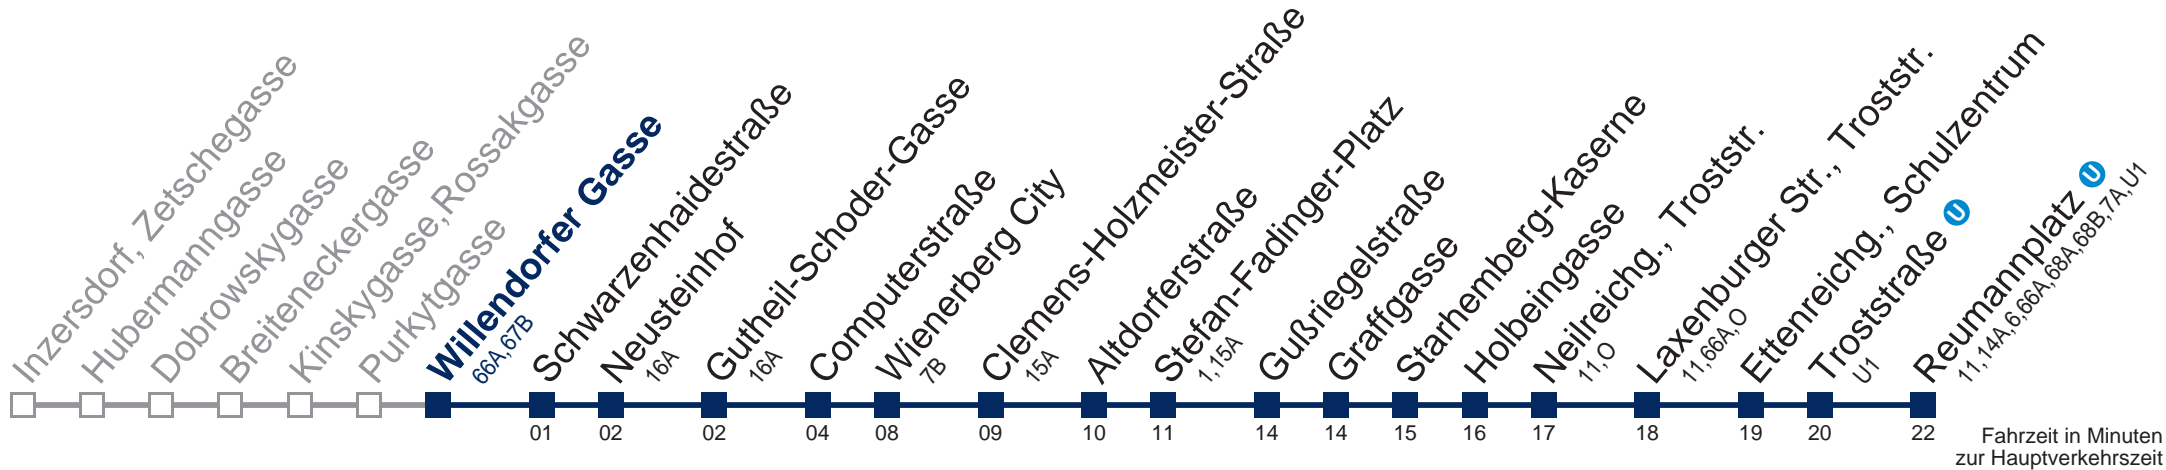 Inzersdorf, Zetschegasse
Hubermanngasse
Dobrowskygasse
Breiteneckergasse
Kinskygasse,Rossakgasse
Purkytgasse
Willendorfer Gasse
66A,67B
Schwarzenhaidestraße
Neusteinhof
16A
Gutheil-Schoder-Gasse
16A
Computerstraße
Wienerberg City
7B
Clemens-Holzmeister-Straße
15A
Altdorferstraße
Stefan-Fadinger-Platz
1,15A
Gußriegelstraße
Graffgasse
Starhemberg-Kaserne
Holbeingasse
Neilreichg., Troststr.
11,O
Laxenburger Str., Troststr.
11,66A,O
Ettenreichg., Schulzentrum
Troststraße U
U1
Reumannplatz U
11,14A,6,66A,68A,68B,7A,U1
01 02 02 04 08 09 10 11 14 14 15 16 17 18 19 20 22
Fahrzeit in Minuten
zur Hauptverkehrszeit